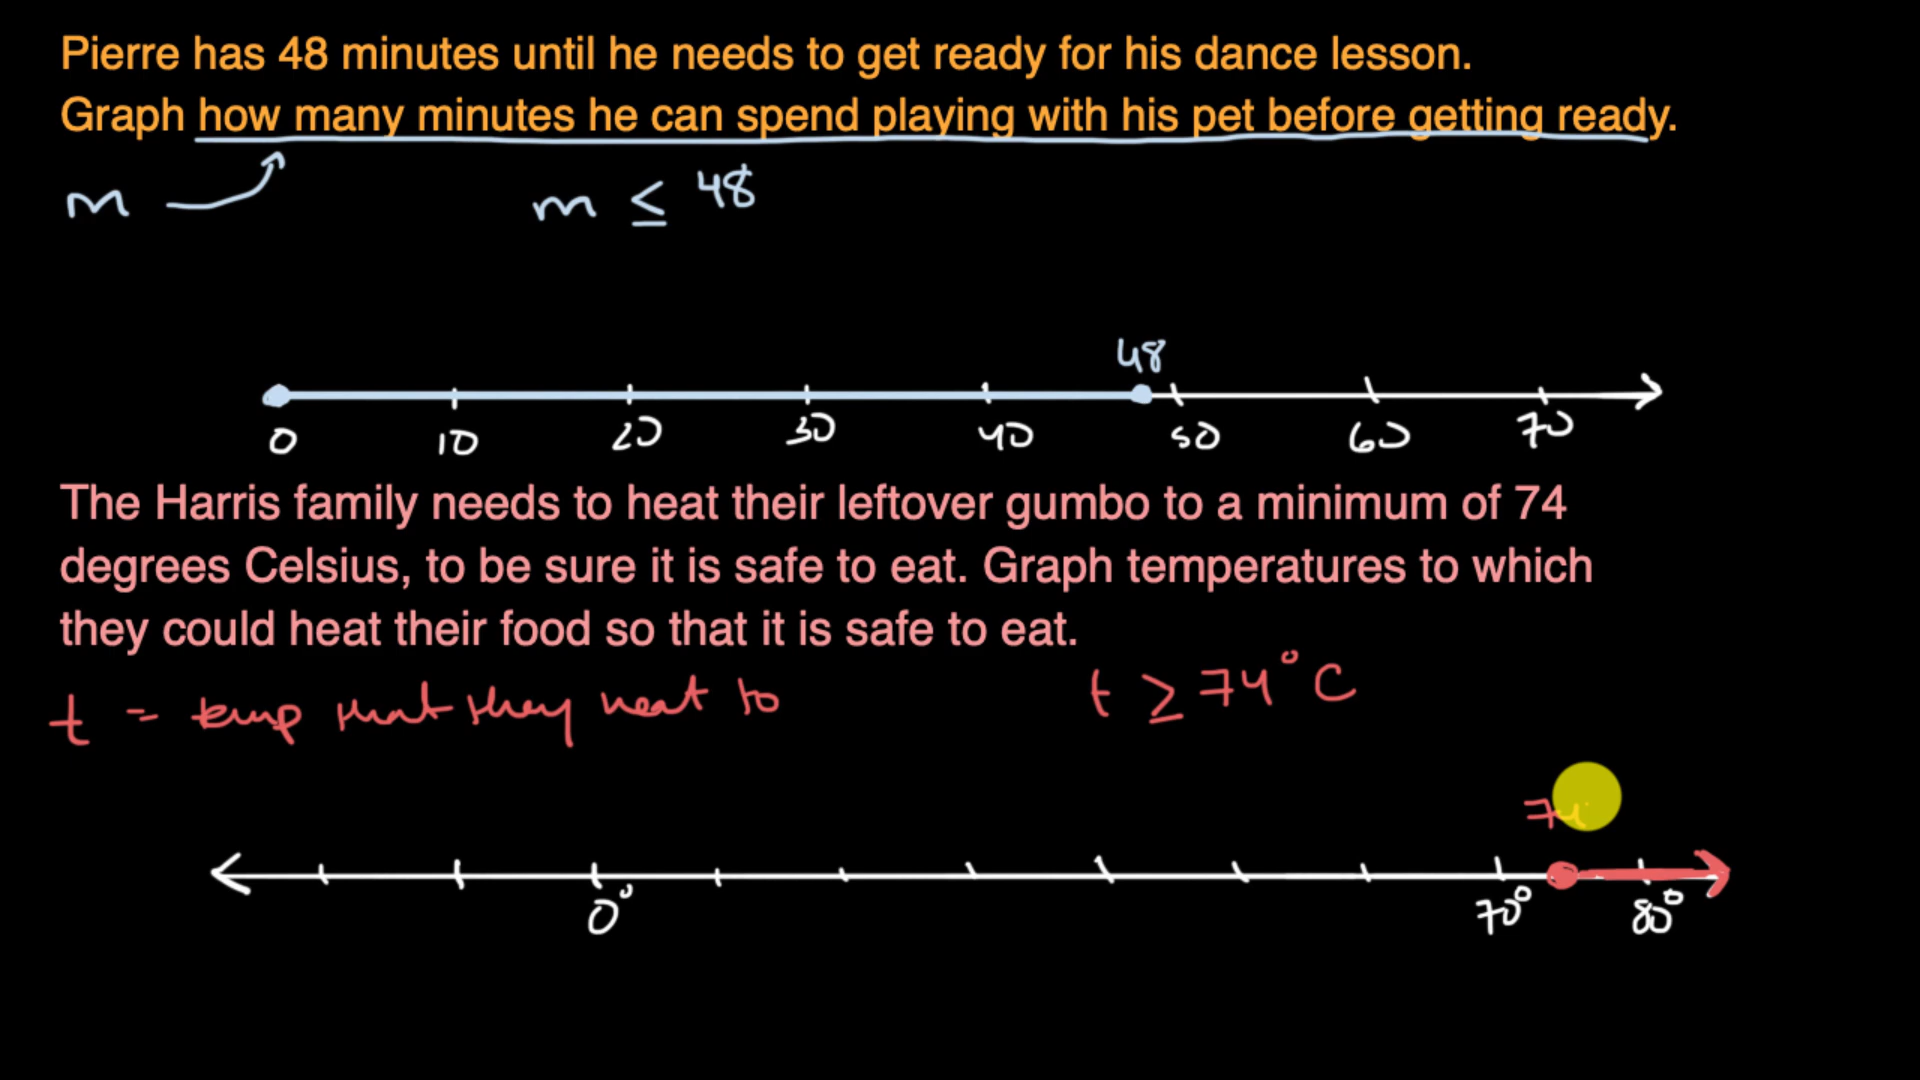 Pierre has 48 minutes until he needs to get ready for his dance lesson.
Graph how many minutes he can spend playing with his pet before getting ready.
m m ≤ 48
48
0 10 20 30 40 50 60 70
The Harris family needs to heat their leftover gumbo to a minimum of 74
degrees Celsius, to be sure it is safe to eat. Graph temperatures to which
they could heat their food so that it is safe to eat.
t = temp that they heat to t ≥ 74° C
74
0° 70° 80°